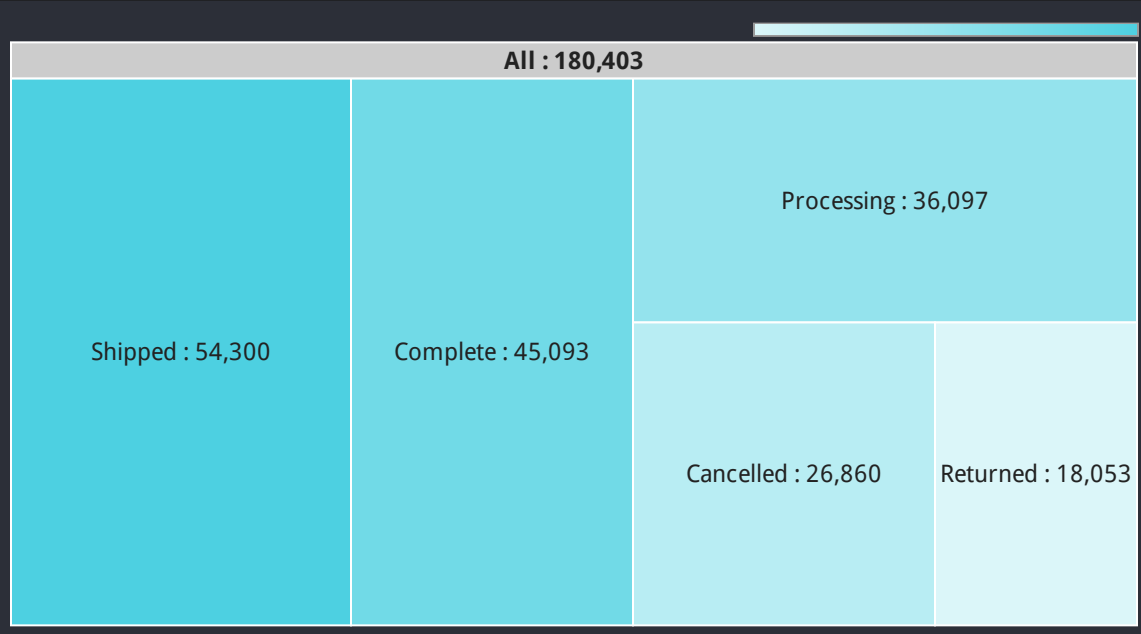 All : 180,403
Processing : 36,097
Shipped : 54,300
Complete : 45,093
Cancelled : 26,860
Returned : 18,053